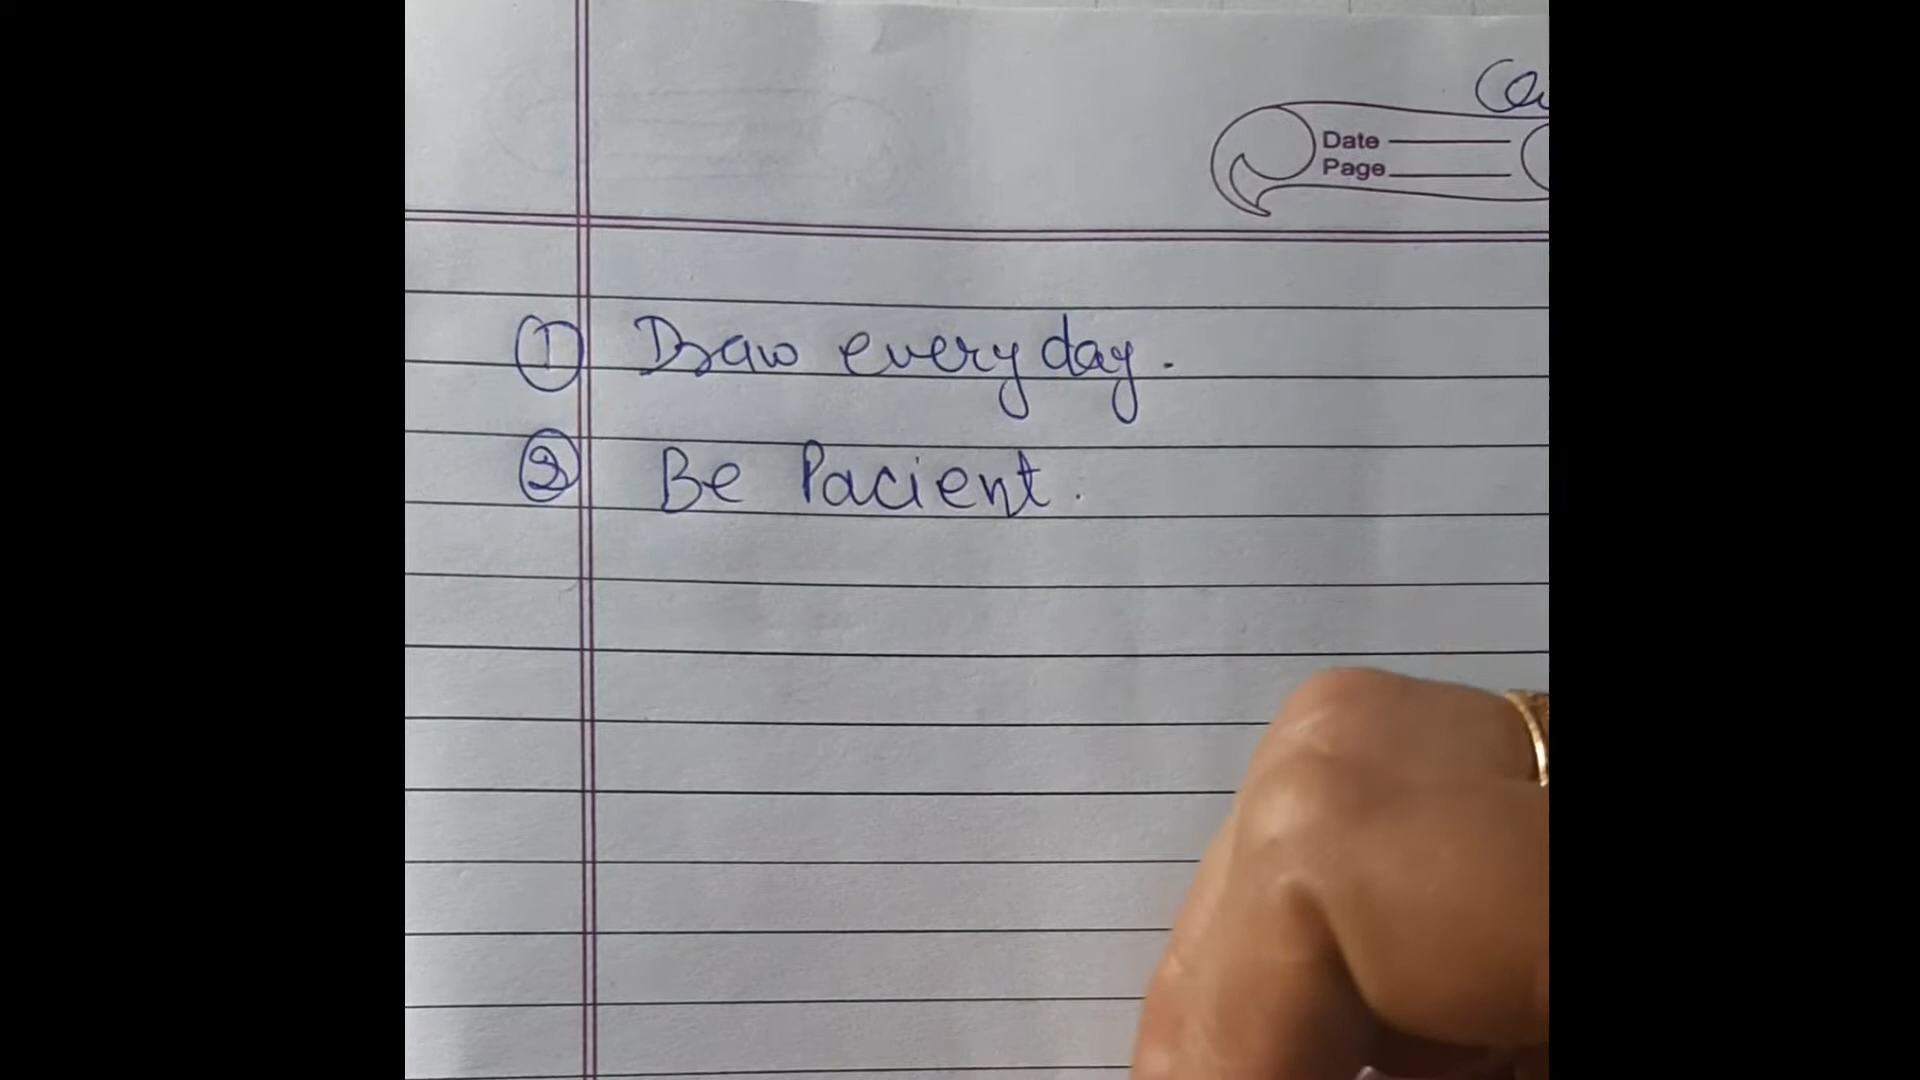 Date
Page
① Draw everyday.
② Be Pacient.